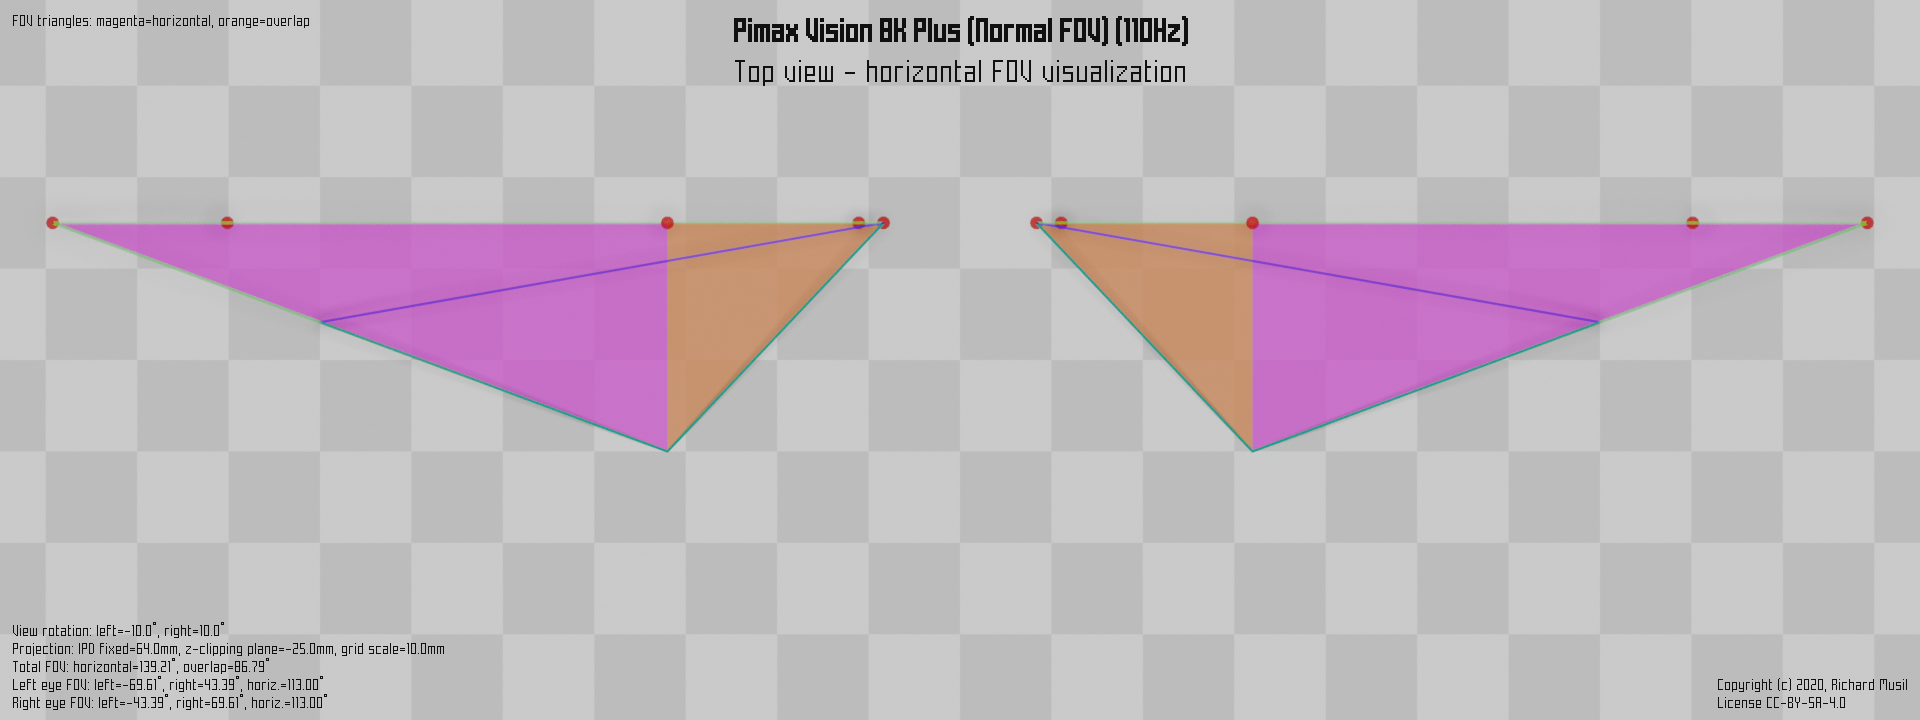 FOV triangles: magenta=horizontal, orange=overlap
Pimax Vision 8K Plus (Normal FOV) (110Hz)
Top view - horizontal FOV visualization
View rotation: left=-10.0°, right=10.0°
Projection: IPD fixed=64.0mm, z-clipping plane=-25.0mm, grid scale=10.0mm
Total FOV: horizontal=139.21°, overlap=86.79°
Left eye FOV: left=-69.61°, right=43.39°, horiz.=113.00°
Right eye FOV: left=-43.39°, right=69.61°, horiz.=113.00°
Copyright (c) 2020, Richard Musil
License CC-BY-SA-4.0